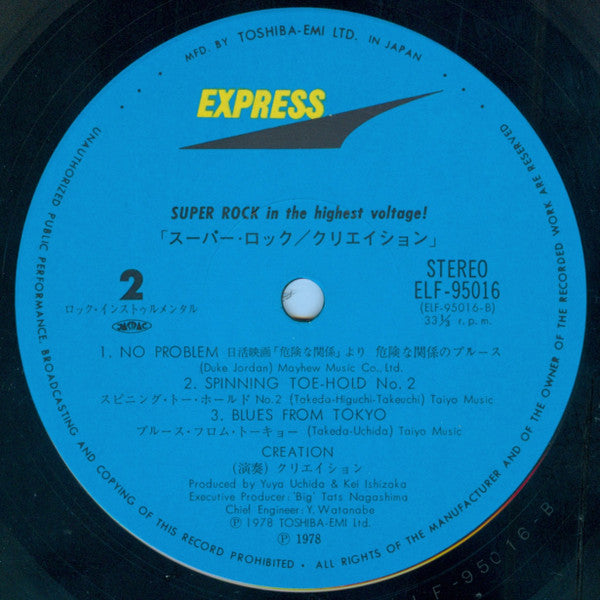 MFD. BY TOSHIBA-EMI LTD. IN JAPAN
EXPRESS
SUPER ROCK in the highest voltage!
「スーパー・ロック／クリエイション」
2
STEREO
ELF-95016
(ELF-95016-B)
33⅓ r.p.m.
ロック・インストゥルメンタル
1. NO PROBLEM 日活映画「危険な関係」より 危険な関係のブルース
(Duke Jordan) Mayhew Music Co., Ltd.
2. SPINNING TOE-HOLD No. 2
スピニング・トー・ホールド No.2 (Takeda-Higuchi-Takeuchi) Taiyo Music
3. BLUES FROM TOKYO
ブルース・フロム・トーキョー (Takeda-Uchida) Taiyo Music
CREATION
(演奏) クリエイション
Produced by Yuya Uchida & Kei Ishizaka
Executive Producer: 'Big' Tats Nagashima
Chief Engineer: Y. Watanabe
Ⓟ 1978 TOSHIBA-EMI Ltd.
Ⓟ 1978
UNAUTHORIZED PUBLIC PERFORMANCE, BROADCASTING AND COPYING OF THIS RECORD PROHIBITED • ALL RIGHTS OF THE MANUFACTURER AND OF THE OWNER OF THE RECORDED WORK ARE RESERVED
ELF-95016-B